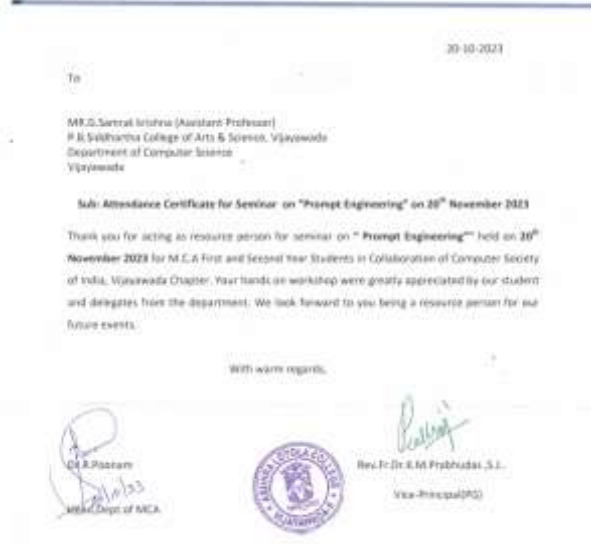 20-10-2023
To
MR.G.Samrat krishna (Assistant Professor)
P.B.Siddhartha College of Arts & Science, Vijayawada
Department of Computer Science
Vijayawada
Sub: Attendance Certificate for Seminar on "Prompt Engineering" on 20th November 2023
Thank you for acting as resource person for seminar on " Prompt Engineering"" held on 20th
November 2023 for M.C.A First and Second Year Students in Collaboration of Computer Society
of India, Vijayawada Chapter. Your hands on workshop were greatly appreciated by our student
and delegates from the department. We look forward to you being a resource person for our
future events.
With warm regards,
Dr.R.Poonam
Rev.Fr.Dr.K.M.Prabhudas ,S.J.,
Vice-Principal(PG)
Dept of MCA
ANDHRA LOYOLA COLLEGE